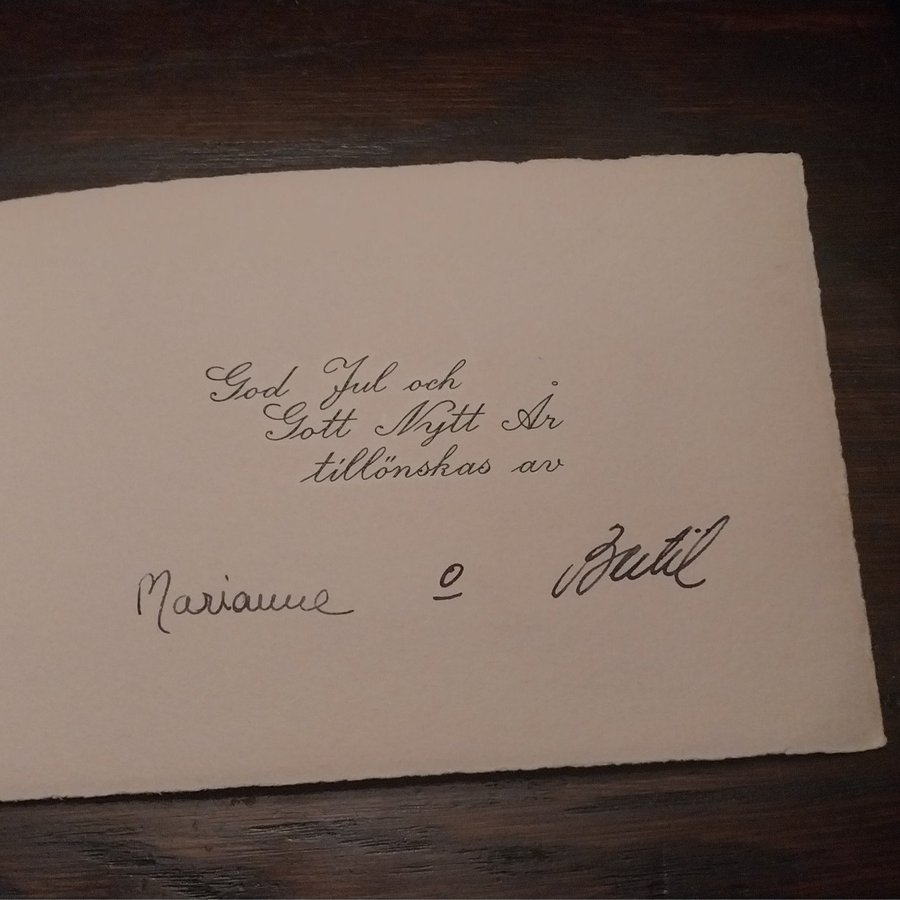 God Jul och
Gott Nytt År
tillönskas av
Marianne o Bertil